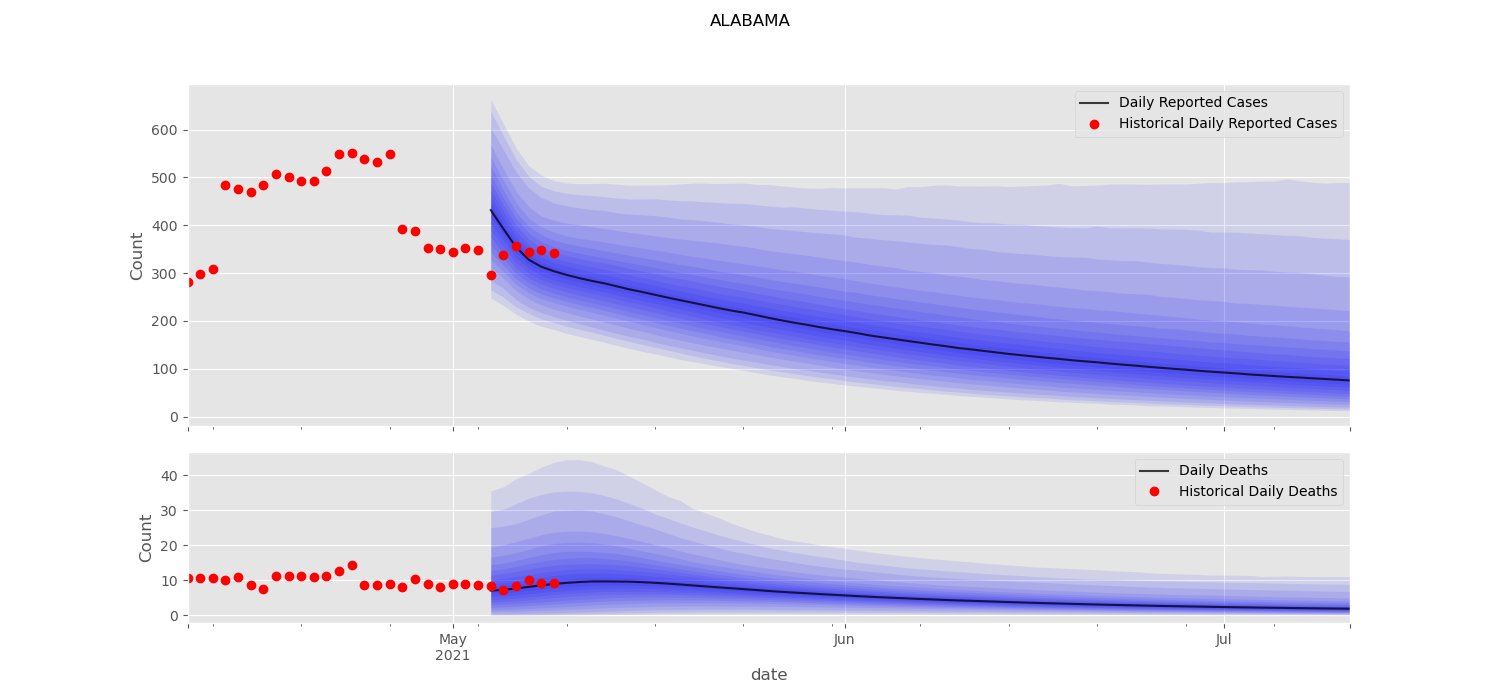 ALABAMA
Count
600
500
400
300
200
100
0
Daily Reported Cases
Historical Daily Reported Cases
Count
40
30
20
10
0
Daily Deaths
Historical Daily Deaths
May
2021
Jun
Jul
date